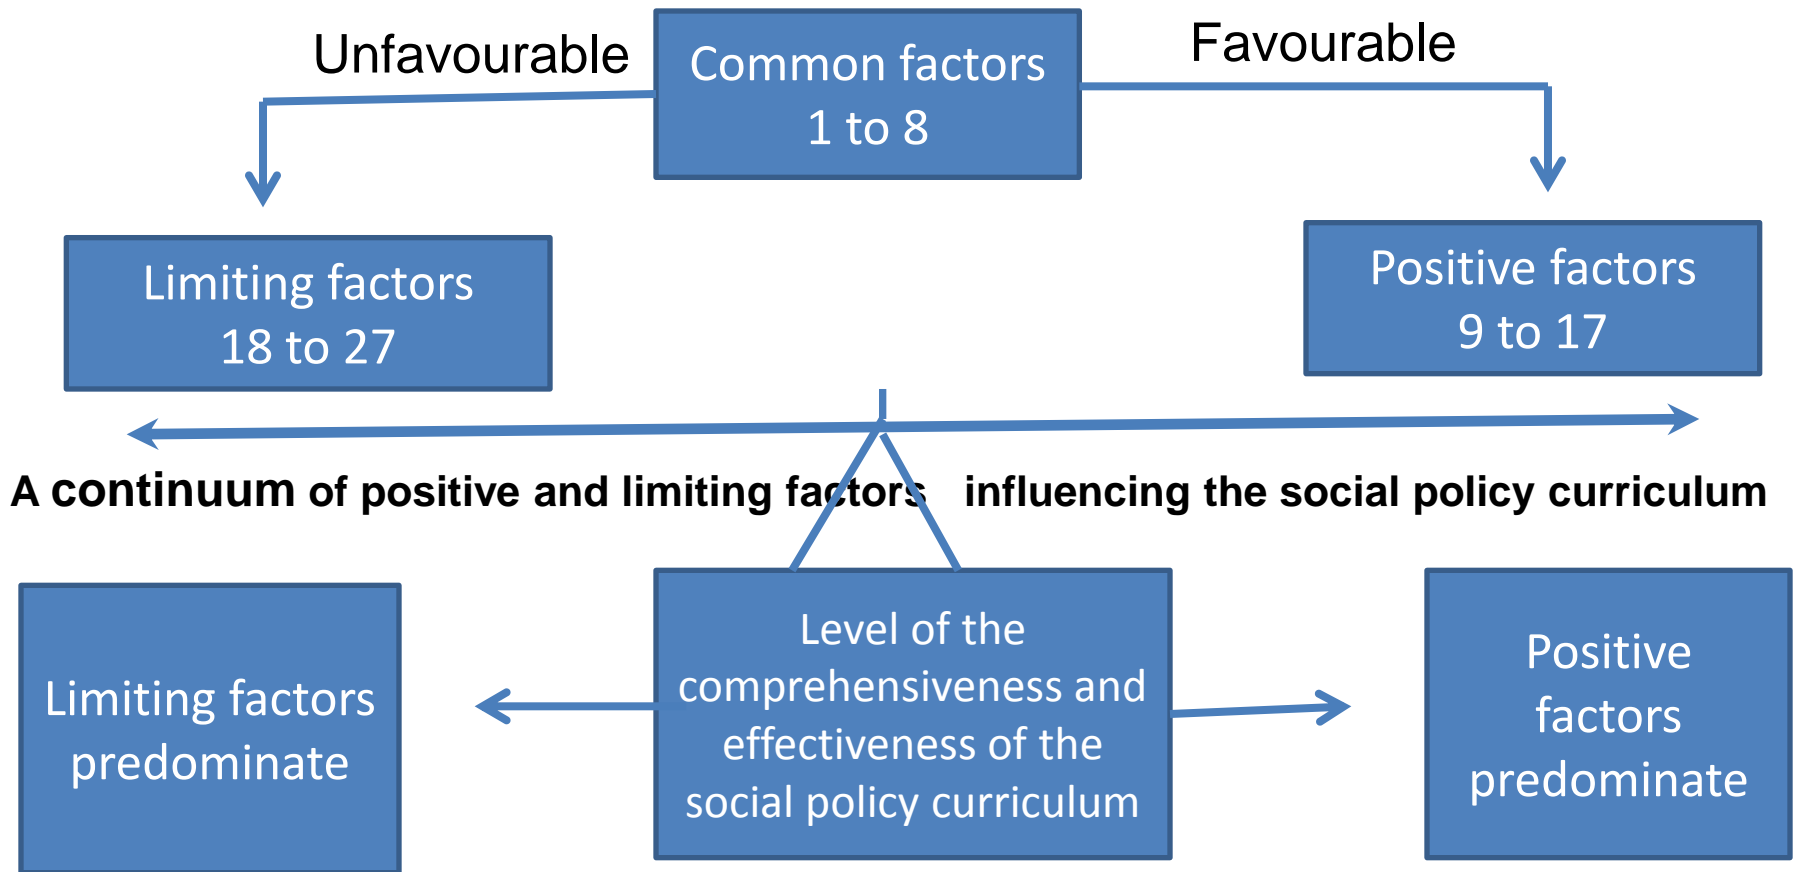 Unfavourable
Common factors
1 to 8
Favourable
Limiting factors
18 to 27
Positive factors
9 to 17
A continuum of positive and limiting factors influencing the social policy curriculum
Limiting factors
predominate
Level of the
comprehensiveness and
effectiveness of the
social policy curriculum
Positive
factors
predominate